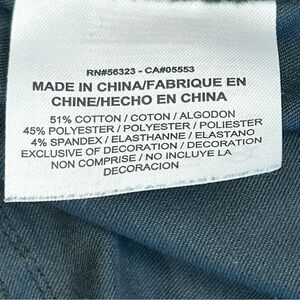 RN#56323 - CA#05553
MADE IN CHINA/FABRIQUE EN
CHINE/HECHO EN CHINA
51% COTTON / COTON / ALGODON
45% POLYESTER / POLYESTER / POLIESTER
4% SPANDEX / ELASTHANNE / ELASTANO
EXCLUSIVE OF DECORATION / DECORATION
NON COMPRISE / NO INCLUYE LA
DECORACION